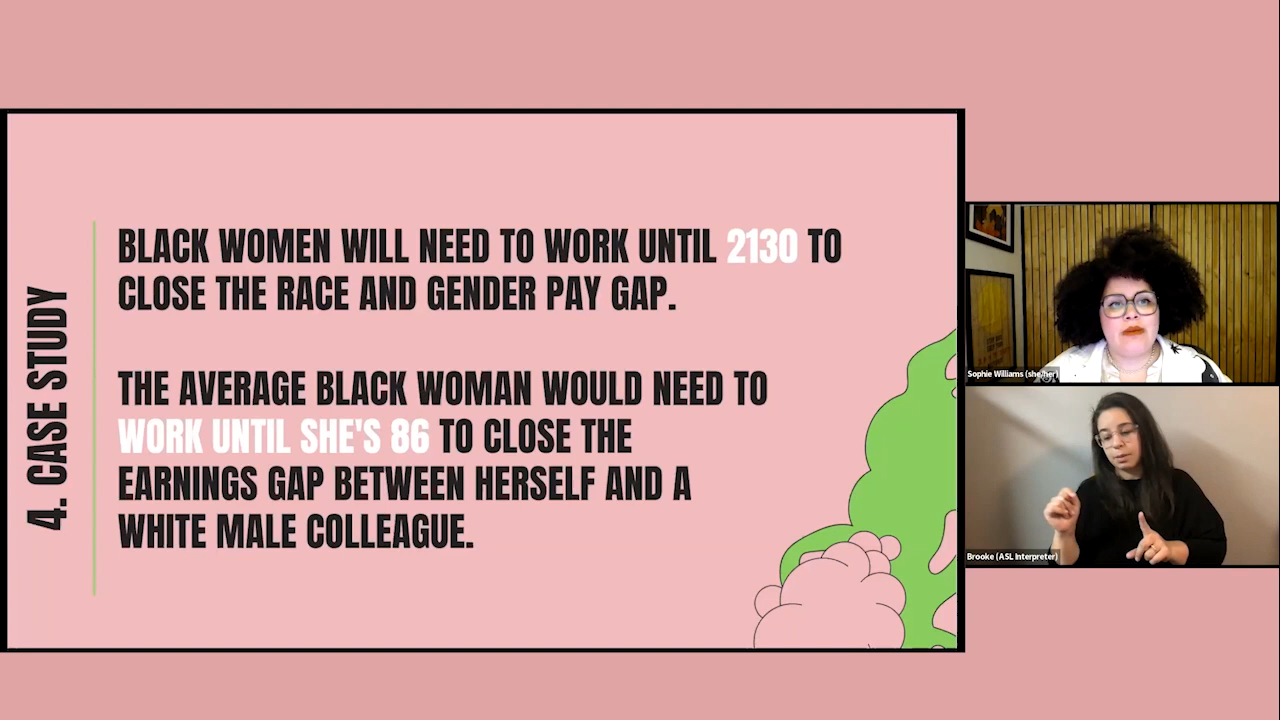 4. CASE STUDY
BLACK WOMEN WILL NEED TO WORK UNTIL 2130 TO
CLOSE THE RACE AND GENDER PAY GAP.
THE AVERAGE BLACK WOMAN WOULD NEED TO
WORK UNTIL SHE'S 86 TO CLOSE THE
EARNINGS GAP BETWEEN HERSELF AND A
WHITE MALE COLLEAGUE.
Sophie Williams (she/her)
Brooke (ASL Interpreter)